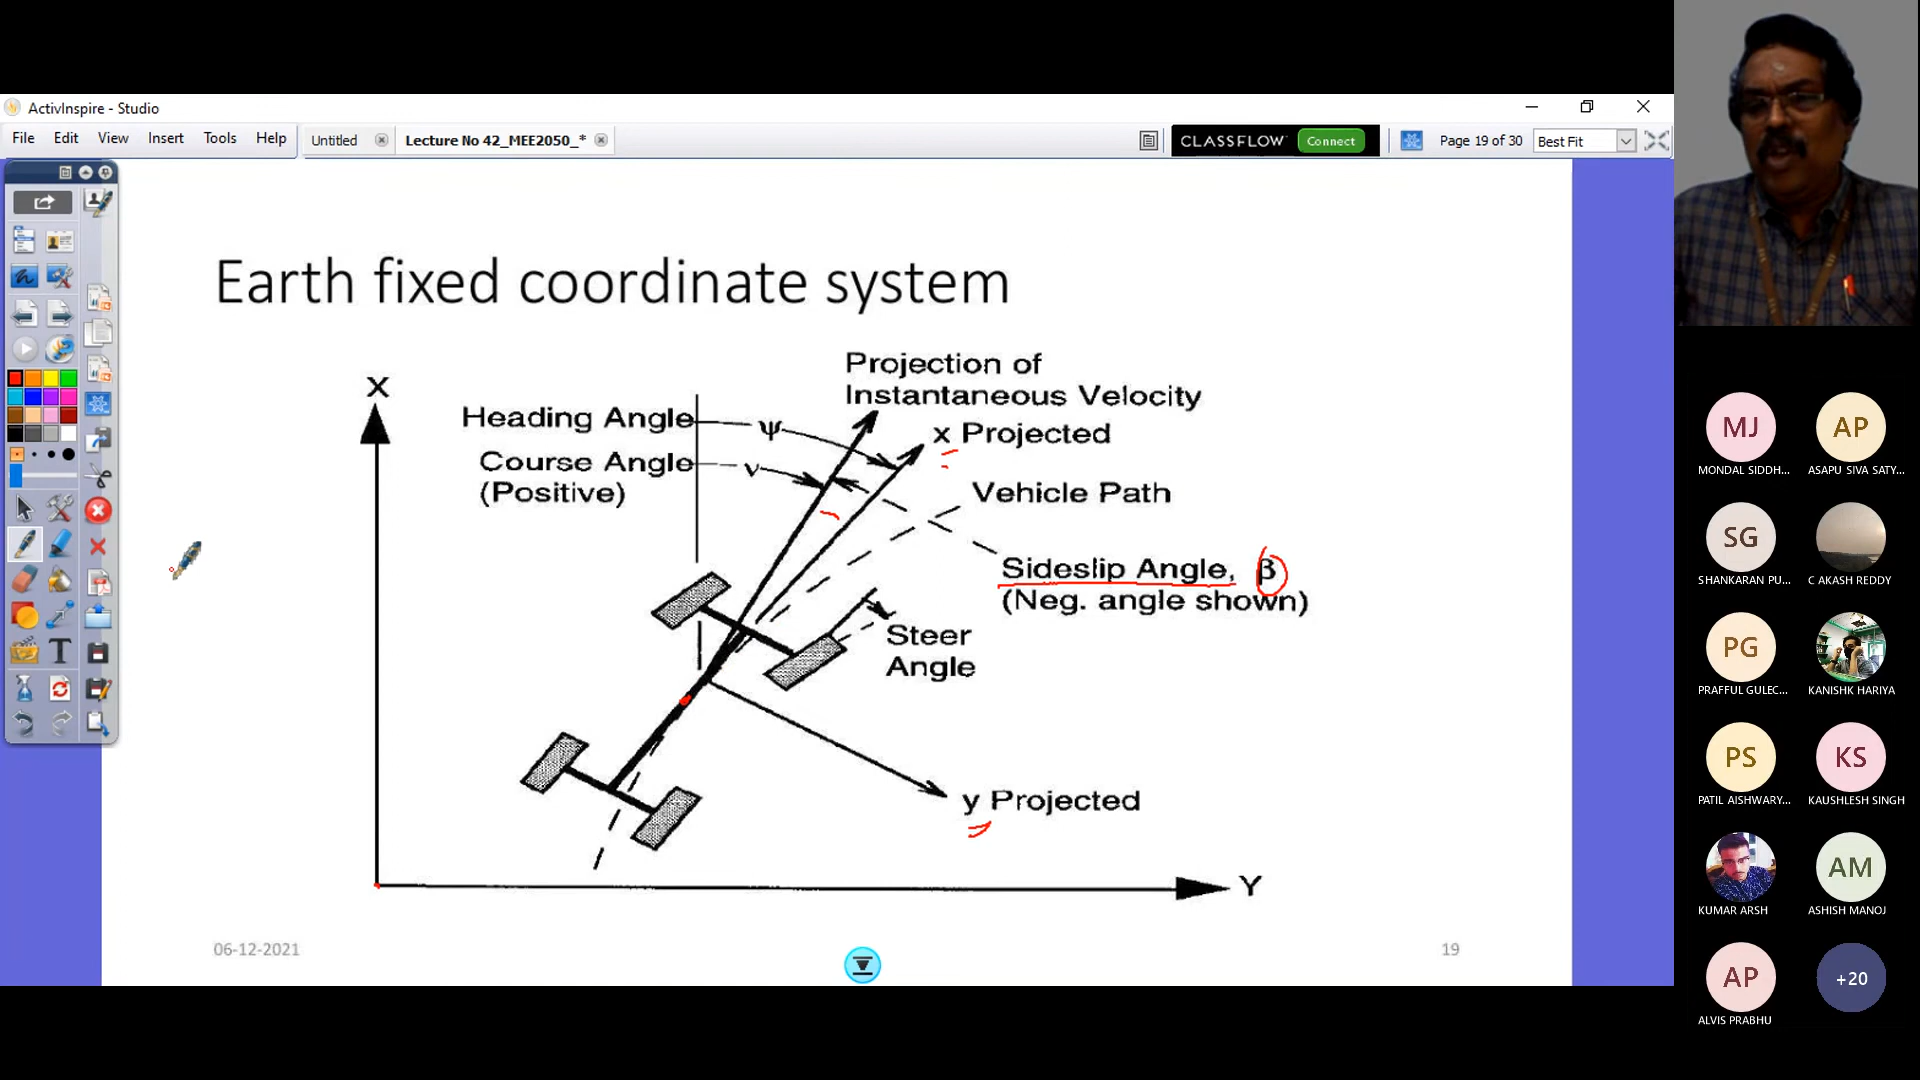 ActivInspire - Studio
File Edit View Insert Tools Help
Untitled
Lecture No 42_MEE2050_*
CLASSFLOW
Connect
Page 19 of 30
Best Fit
Earth fixed coordinate system
X
Projection of
Instantaneous Velocity
Heading Angle
ψ
x Projected
Course Angle
(Positive)
ν
Vehicle Path
Sideslip Angle, β
(Neg. angle shown)
Steer
Angle
y Projected
Y
06-12-2021
19
T
MJ
MONDAL SIDDH...
AP
ASAPU SIVA SATY...
SG
SHANKARAN PU...
C AKASH REDDY
PG
PRAFFUL GULEC...
KANISHK HARIYA
PS
PATIL AISHWARY...
KS
KAUSHLESH SINGH
KUMAR ARSH
AM
ASHISH MANOJ
AP
ALVIS PRABHU
+20